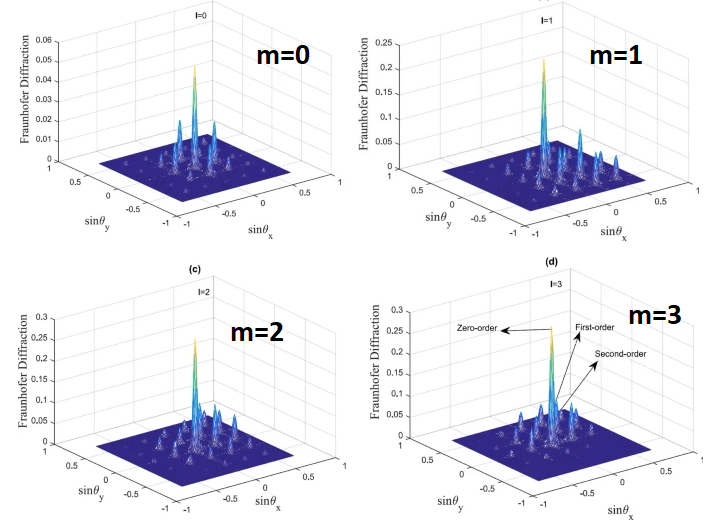 l=0
m=0
0.06
0.05
0.04
0.03
0.02
0.01
0
Fraunhofer Diffraction
1
0.5
0
-0.5
-1
sinθy
-1
-0.5
0
0.5
1
sinθx
l=1
m=1
0.25
0.2
0.15
0.1
0.05
0
Fraunhofer Diffraction
1
0.5
0
-0.5
-1
sinθy
-1
-0.5
0
0.5
1
sinθx
(c)
l=2
m=2
0.3
0.25
0.2
0.15
0.1
0.05
0
Fraunhofer Diffraction
1
0.5
0
-0.5
-1
sinθy
-1
-0.5
0
0.5
1
sinθx
(d)
l=3
m=3
Zero-order
First-order
Second-order
0.3
0.25
0.2
0.15
0.1
0.05
0
Fraunhofer Diffraction
1
0.5
0
-0.5
-1
sinθy
-1
-0.5
0
0.5
1
sinθx